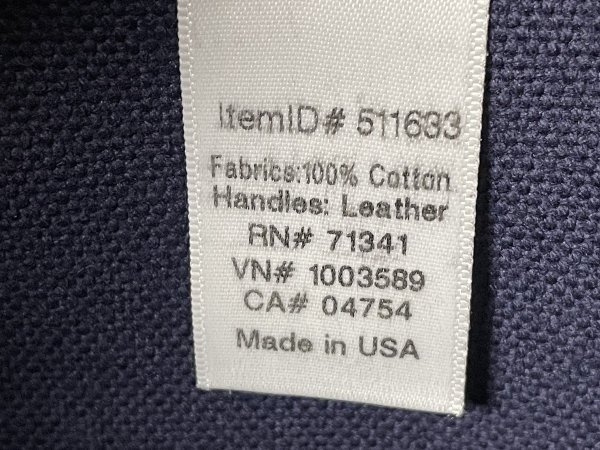 ItemID# 511633
Fabrics:100% Cotton
Handles: Leather
RN# 71341
VN# 1003589
CA# 04754
Made in USA